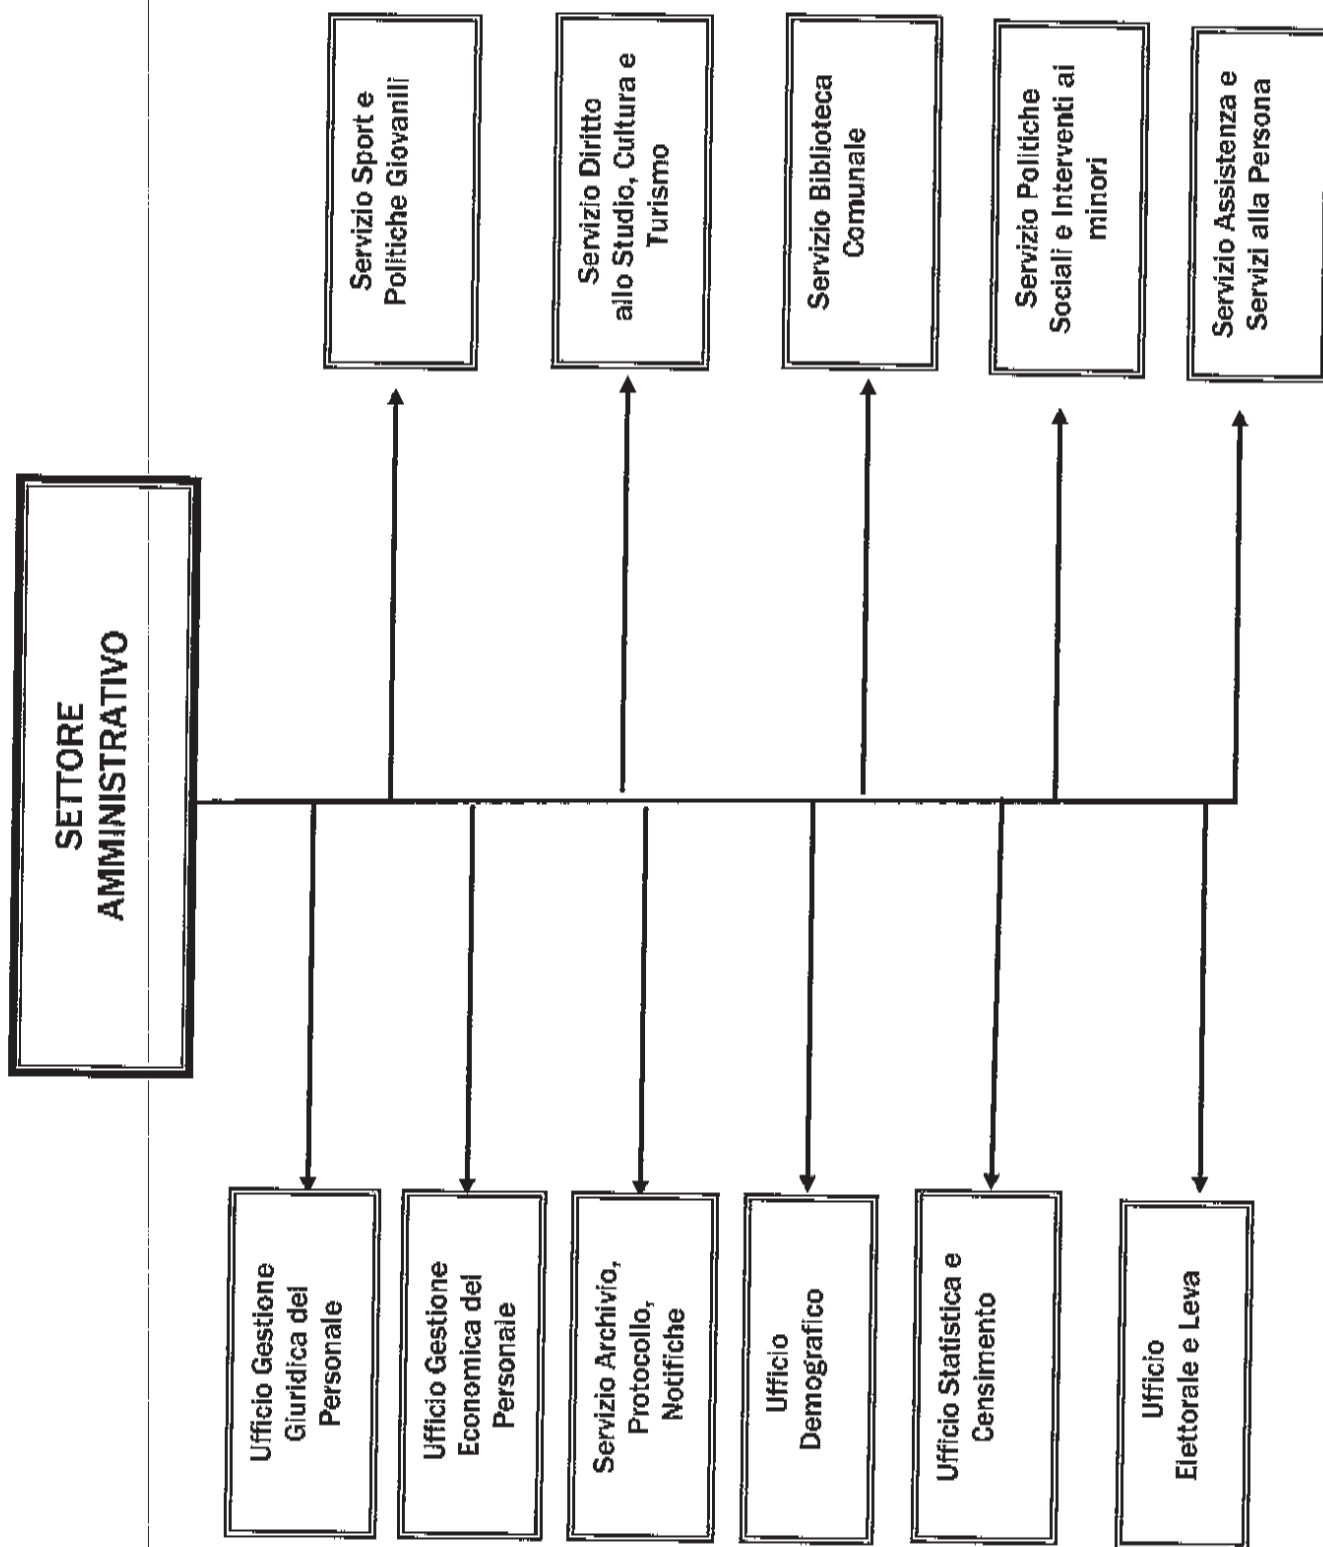 SETTORE
AMMINISTRATIVO
Ufficio Gestione
Giuridica del
Personale
Ufficio Gestione
Economica del
Personale
Servizio Archivio,
Protocollo,
Notifiche
Ufficio
Demografico
Ufficio Statistica e
Censimento
Ufficio
Elettorale e Leva
Servizio Sport e
Politiche Giovanili
Servizio Diritto
allo Studio, Cultura e
Turismo
Servizio Biblioteca
Comunale
Servizio Politiche
Sociali e Interventi ai
minori
Servizio Assistenza e
Servizi alla Persona